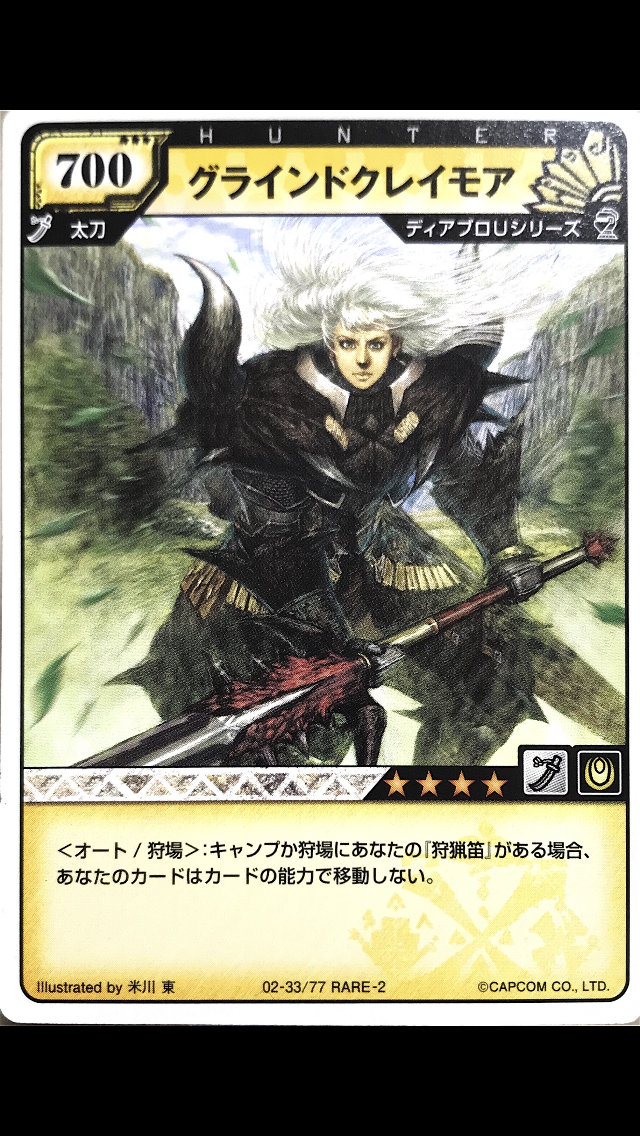 HUNTER
700
グラインドクレイモア
太刀
ディアブロUシリーズ
＜オート / 狩場＞：キャンプか狩場にあなたの『狩猟笛』がある場合、
あなたのカードはカードの能力で移動しない。
Illustrated by 米川 東
02-33/77 RARE-2
©CAPCOM CO., LTD.